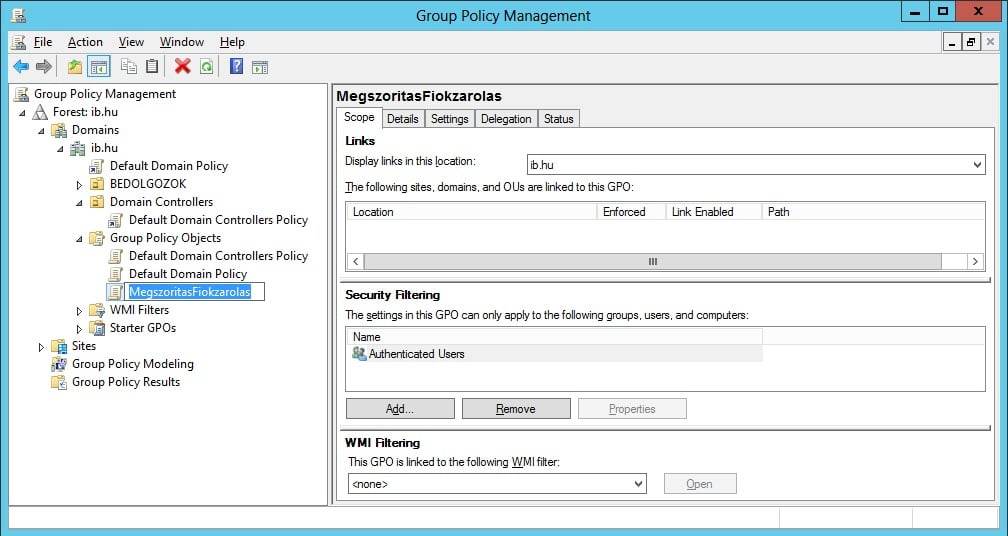 Group Policy Management
File Action View Window Help
Group Policy Management
Forest: ib.hu
Domains
ib.hu
Default Domain Policy
BEDOLGOZOK
Domain Controllers
Default Domain Controllers Policy
Group Policy Objects
Default Domain Controllers Policy
Default Domain Policy
MegszoritasFiokzarolas
WMI Filters
Starter GPOs
Sites
Group Policy Modeling
Group Policy Results
MegszoritasFiokzarolas
Scope Details Settings Delegation Status
Links
Display links in this location: ib.hu
The following sites, domains, and OUs are linked to this GPO:
Location Enforced Link Enabled Path
Security Filtering
The settings in this GPO can only apply to the following groups, users, and computers:
Name
Authenticated Users
Add... Remove Properties
WMI Filtering
This GPO is linked to the following WMI filter:
<none> Open